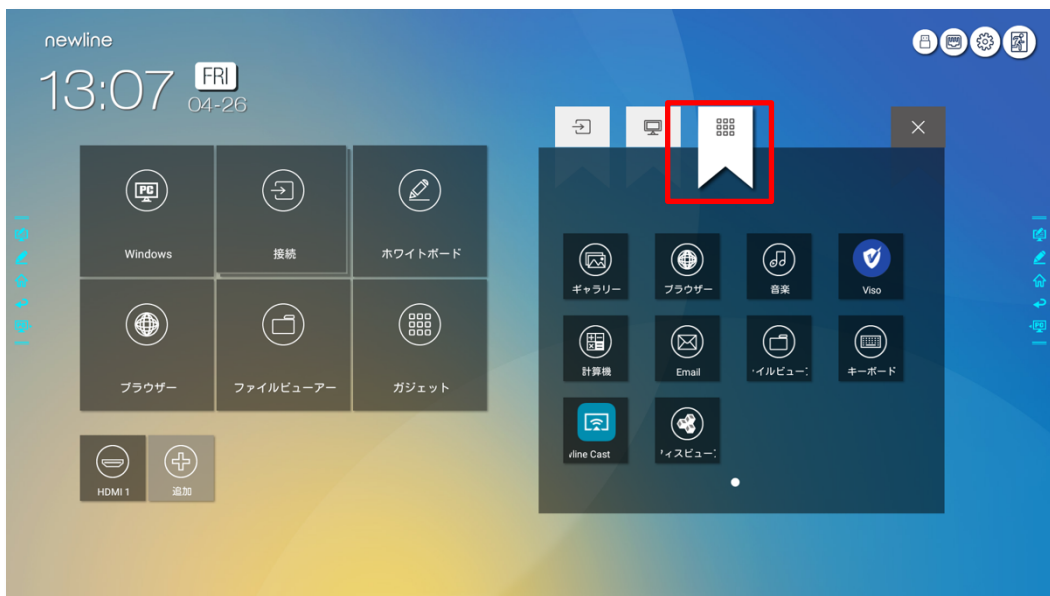 newline
13:07 FRI
04-26
PC
Windows
接続
ホワイトボード
ブラウザー
ファイルビューアー
ガジェット
HDMI 1
追加
ギャラリー
ブラウザー
音楽
Viso
計算機
Email
イルビュー
キーボード
line Cast
ィスビュー
PC